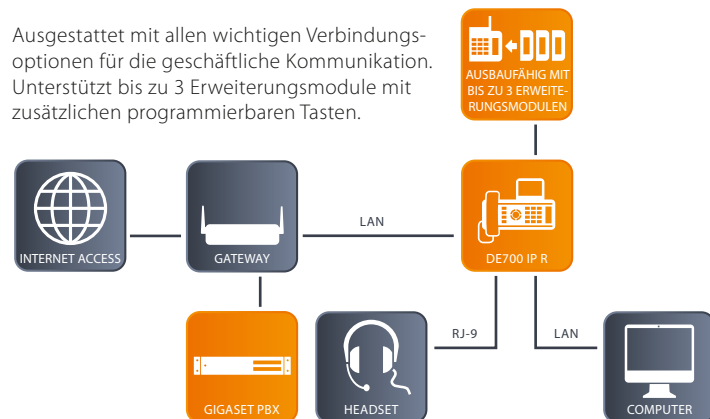 Ausgestattet mit allen wichtigen Verbindungs-
optionen für die geschäftliche Kommunikation.
Unterstützt bis zu 3 Erweiterungsmodule mit
zusätzlichen programmierbaren Tasten.
AUSBAUFÄHIG MIT
BIS ZU 3 ERWEITE-
RUNGSMODULEN
INTERNET ACCESS
GATEWAY
LAN
DE700 IP R
GIGASET PBX
HEADSET
RJ-9
LAN
COMPUTER